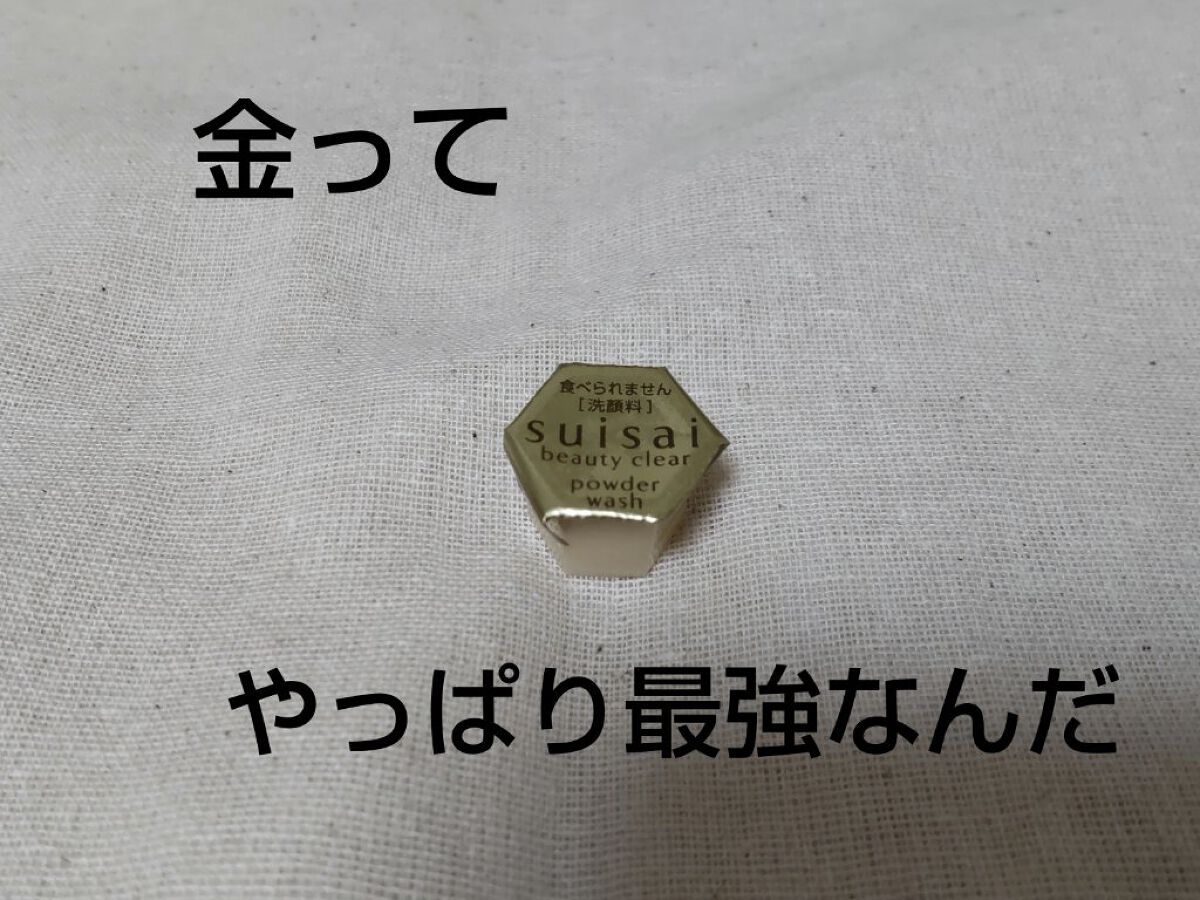 金って
食べられません
[洗顔料]
suisai
beauty clear
powder
wash
やっぱり最強なんだ